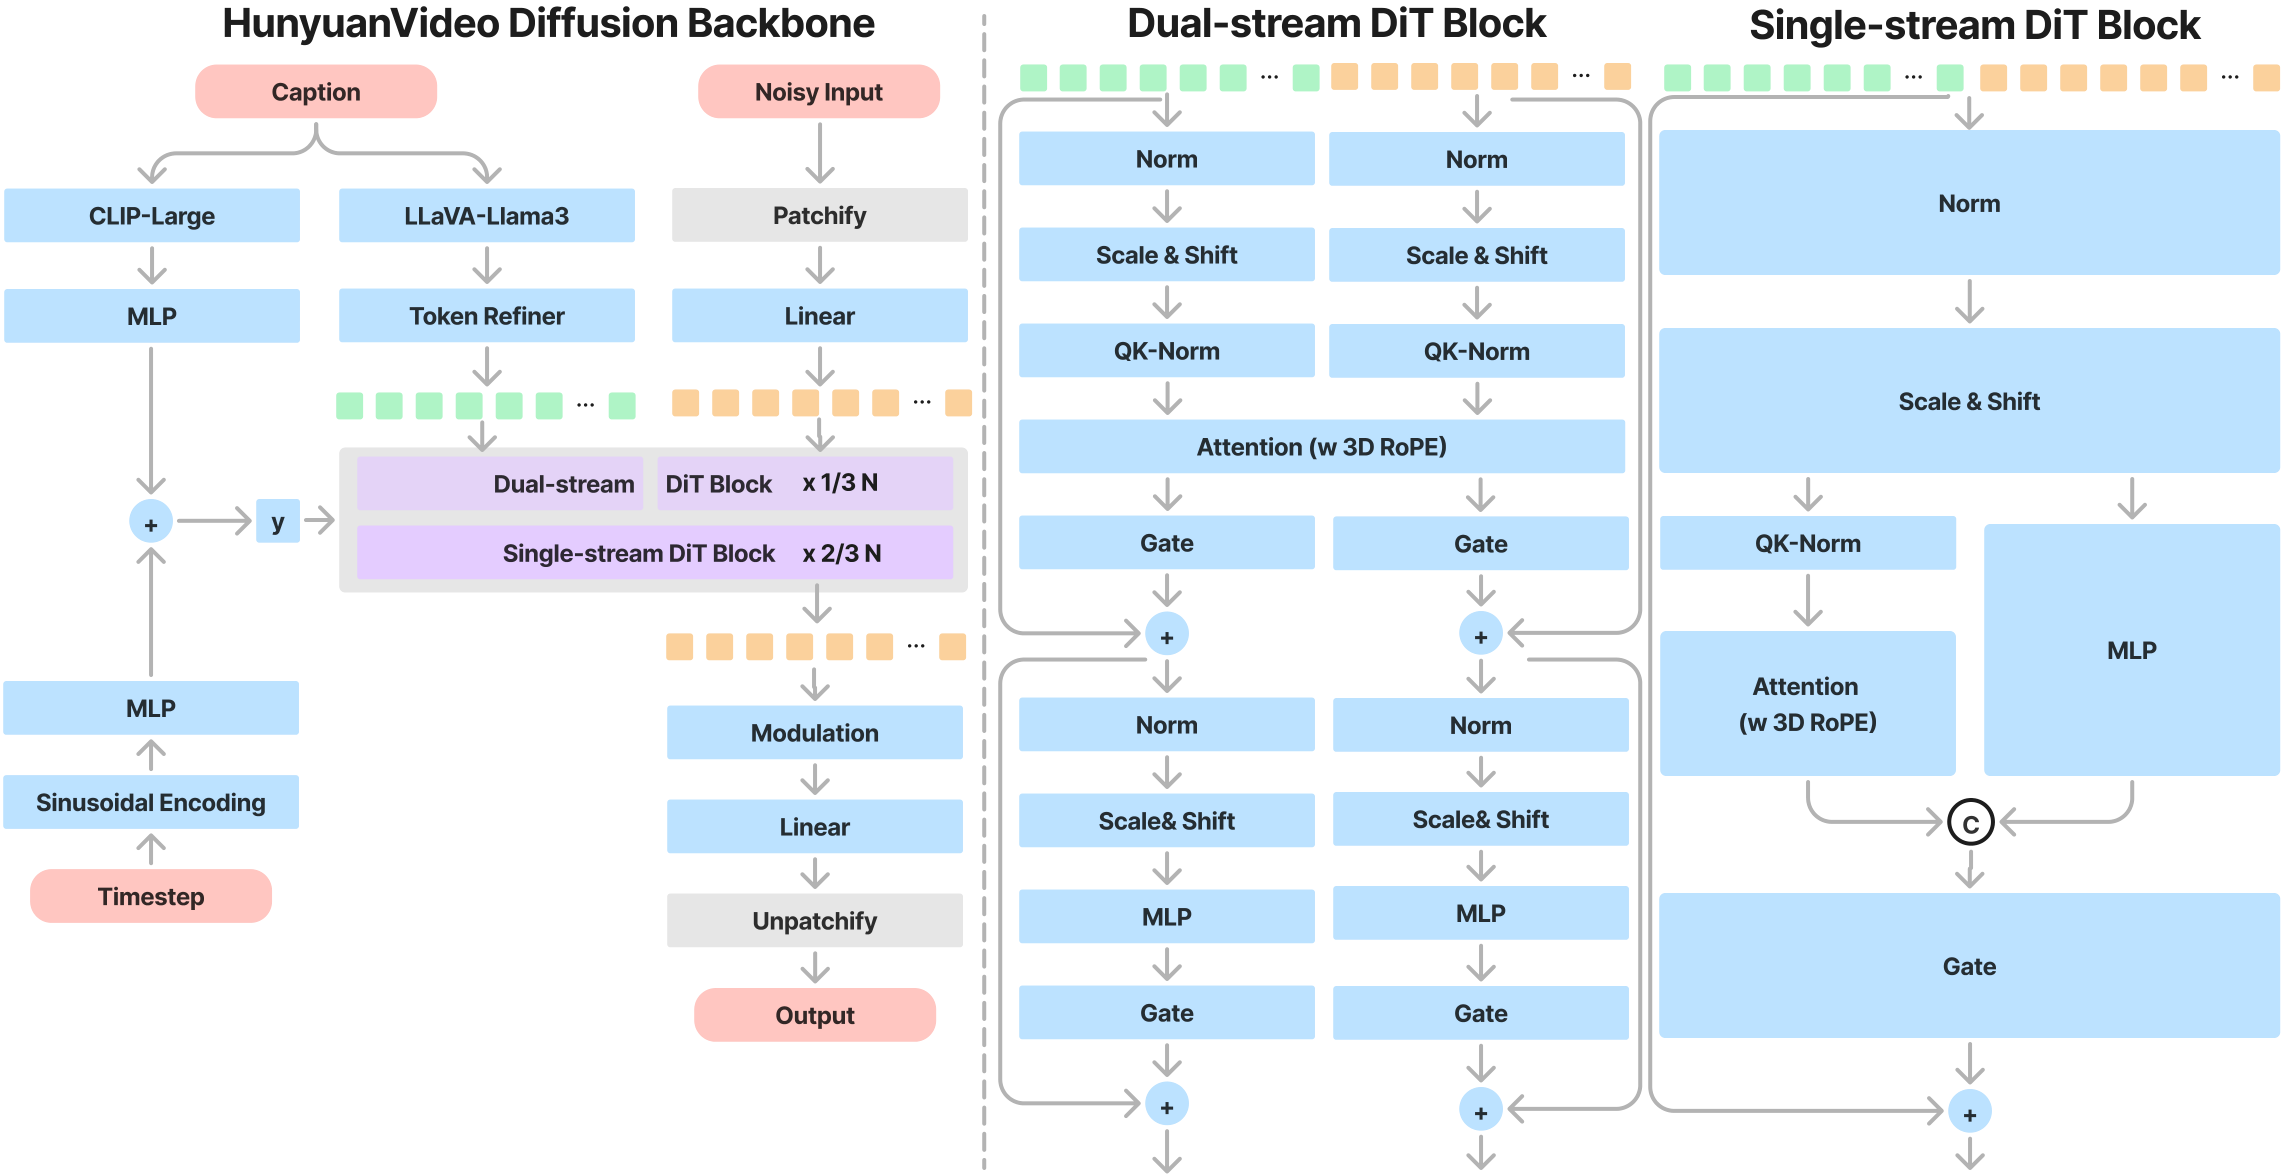 HunyuanVideo Diffusion Backbone
Caption
Noisy Input
CLIP-Large
LLaVA-Llama3
Patchify
MLP
Token Refiner
Linear
...
...
Dual-stream DiT Block x 1/3 N
+
y
Single-stream DiT Block x 2/3 N
...
MLP
Modulation
Sinusoidal Encoding
Linear
Timestep
Unpatchify
Output
Dual-stream DiT Block
...
...
Norm
Norm
Scale & Shift
Scale & Shift
QK-Norm
QK-Norm
Attention (w 3D RoPE)
Gate
Gate
+
+
Norm
Norm
Scale& Shift
Scale& Shift
MLP
MLP
Gate
Gate
+
+
Single-stream DiT Block
...
...
Norm
Scale & Shift
QK-Norm
MLP
Attention
(w 3D RoPE)
C
Gate
+